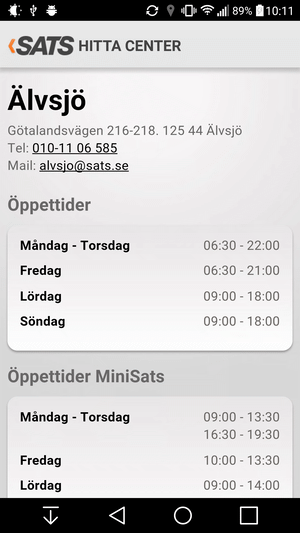 89% 10:11
SATS HITTA CENTER
Älvsjö
Götalandsvägen 216-218. 125 44 Älvsjö
Tel: 010-11 06 585
Mail: alvsjo@sats.se
Öppettider
Måndag - Torsdag 06:30 - 22:00
Fredag 06:30 - 21:00
Lördag 09:00 - 18:00
Söndag 09:00 - 18:00
Öppettider MiniSats
Måndag - Torsdag 09:00 - 13:30
16:30 - 19:30
Fredag 10:00 - 13:30
Lördag 09:00 - 14:00